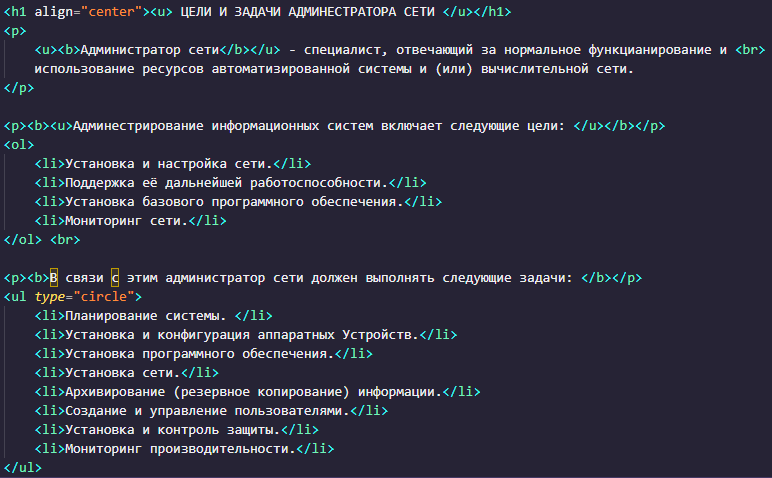 <h1 align="center"><u> ЦЕЛИ И ЗАДАЧИ АДМИНЕСТРАТОРА СЕТИ </u></h1>
<p>
    <u><b>Администратор сети</b></u> - специалист, отвечающий за нормальное функцианирование и <br>
    использование ресурсов автоматизированной системы и (или) вычислительной сети.
</p>

<p><b><u>Админестрирование информационных систем включает следующие цели: </u></b></p>
<ol>
    <li>Установка и настройка сети.</li>
    <li>Поддержка её дальнейшей работоспособности.</li>
    <li>Установка базового программного обеспечения.</li>
    <li>Мониторинг сети.</li>
</ol> <br>

<p><b>В связи с этим администратор сети должен выполнять следующие задачи: </b></p>
<ul type="circle">
    <li>Планирование системы. </li>
    <li>Установка и конфигурация аппаратных Устройств.</li>
    <li>Установка программного обеспечения.</li>
    <li>Установка сети.</li>
    <li>Архивирование (резервное копирование) информации.</li>
    <li>Создание и управление пользователями.</li>
    <li>Установка и контроль защиты.</li>
    <li>Мониторинг производительности.</li>
</ul>